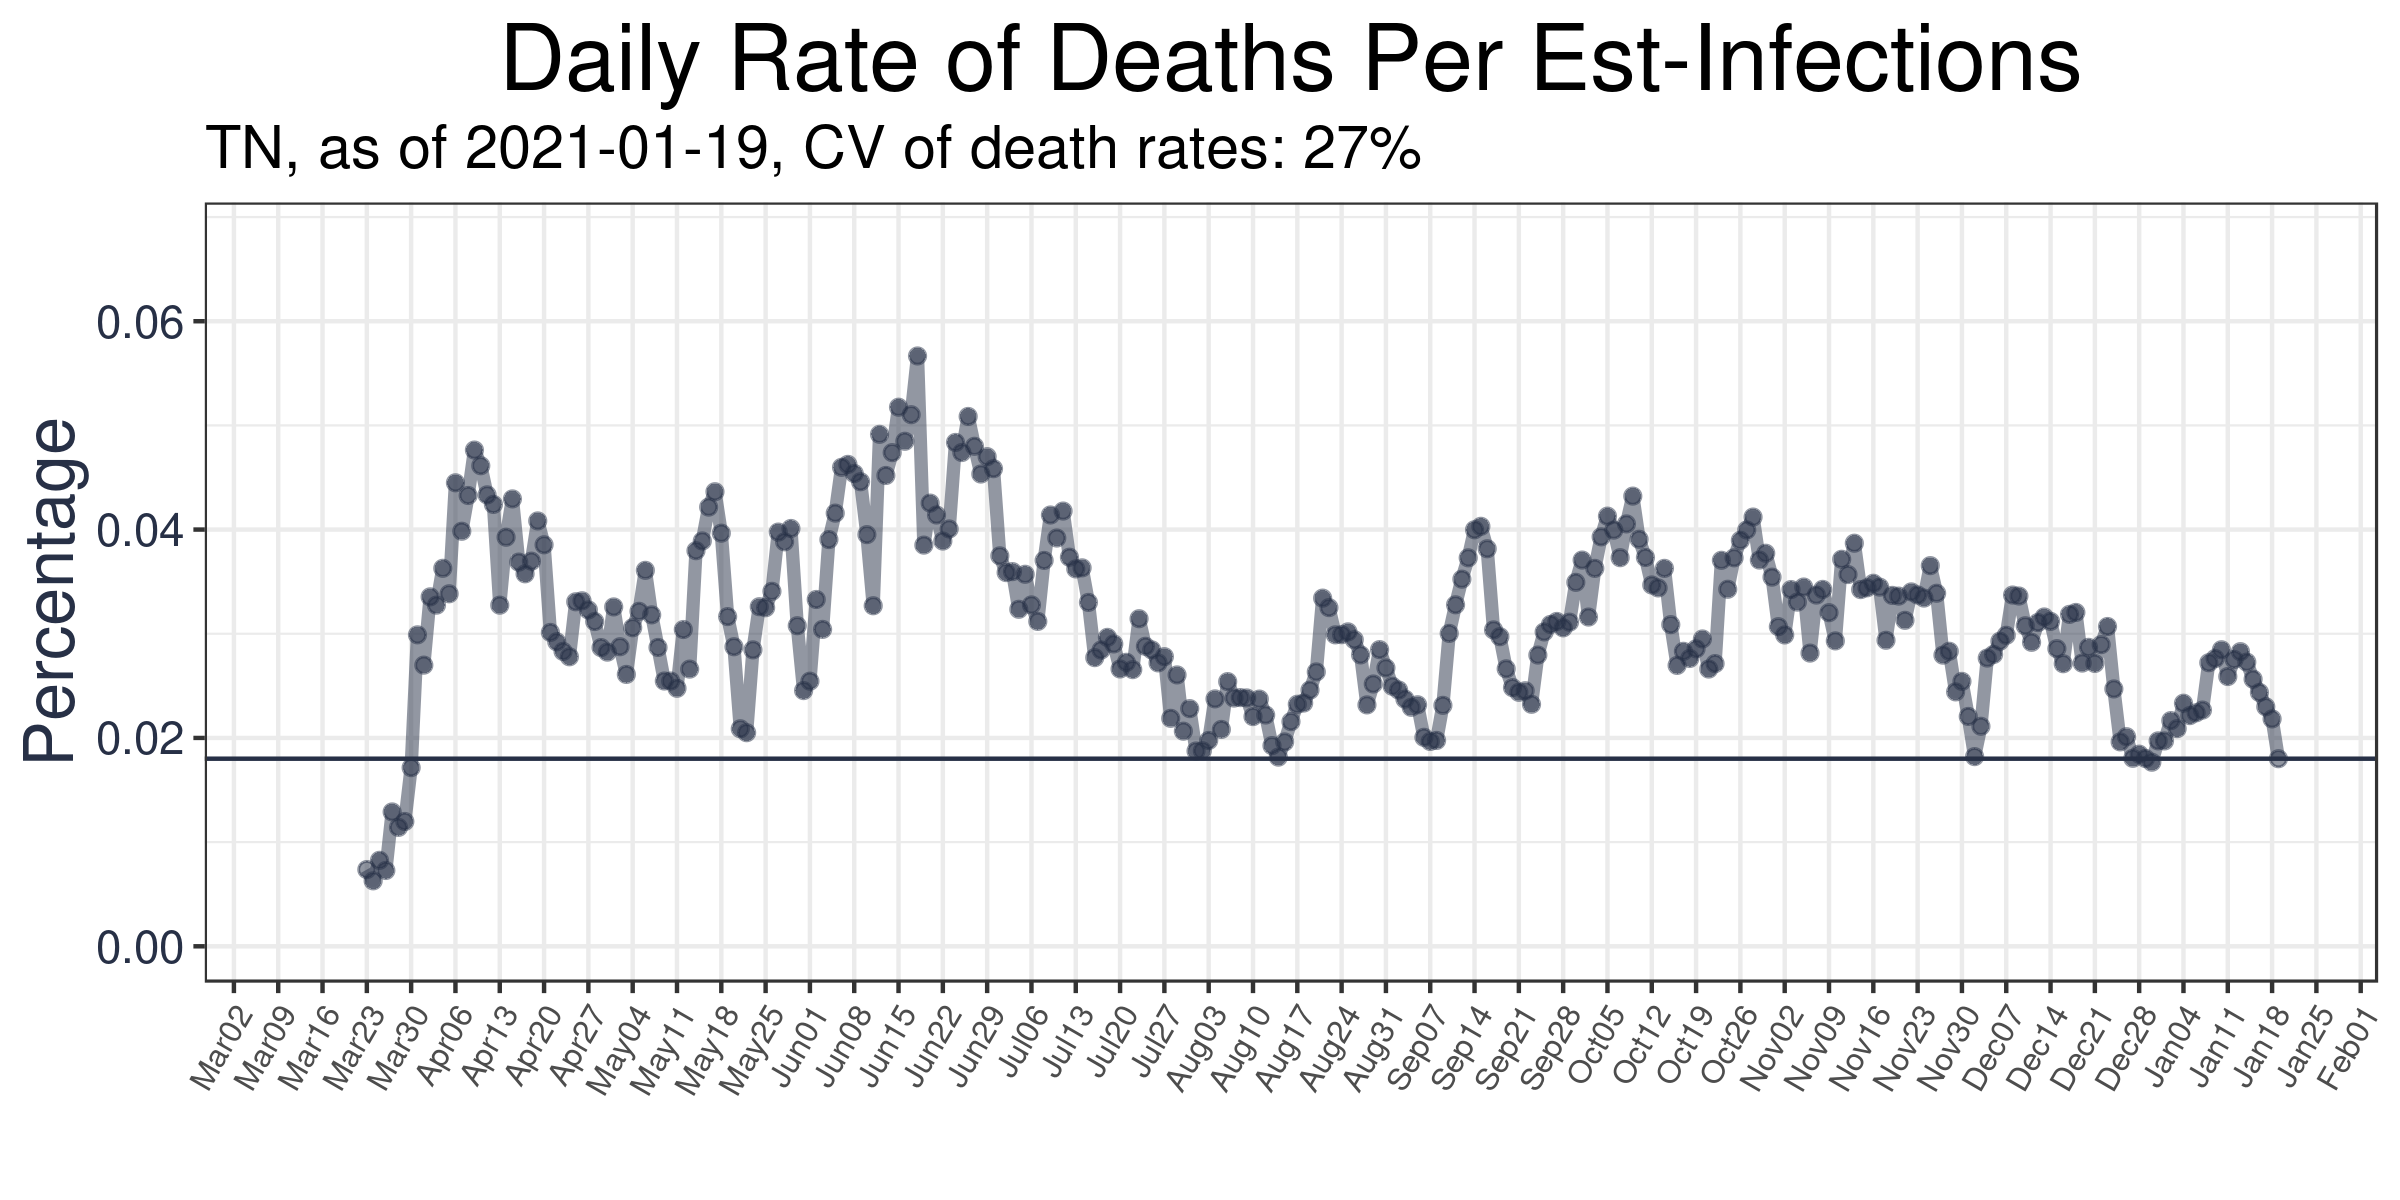 Daily Rate of Deaths Per Est-Infections
TN, as of 2021-01-19, CV of death rates: 27%
Percentage
0.06
0.04
0.02
0.00
Mar02
Mar09
Mar16
Mar23
Mar30
Apr06
Apr13
Apr20
Apr27
May04
May11
May18
May25
Jun01
Jun08
Jun15
Jun22
Jun29
Jul06
Jul13
Jul20
Jul27
Aug03
Aug10
Aug17
Aug24
Aug31
Sep07
Sep14
Sep21
Sep28
Oct05
Oct12
Oct19
Oct26
Nov02
Nov09
Nov16
Nov23
Nov30
Dec07
Dec14
Dec21
Dec28
Jan04
Jan11
Jan18
Jan25
Feb01